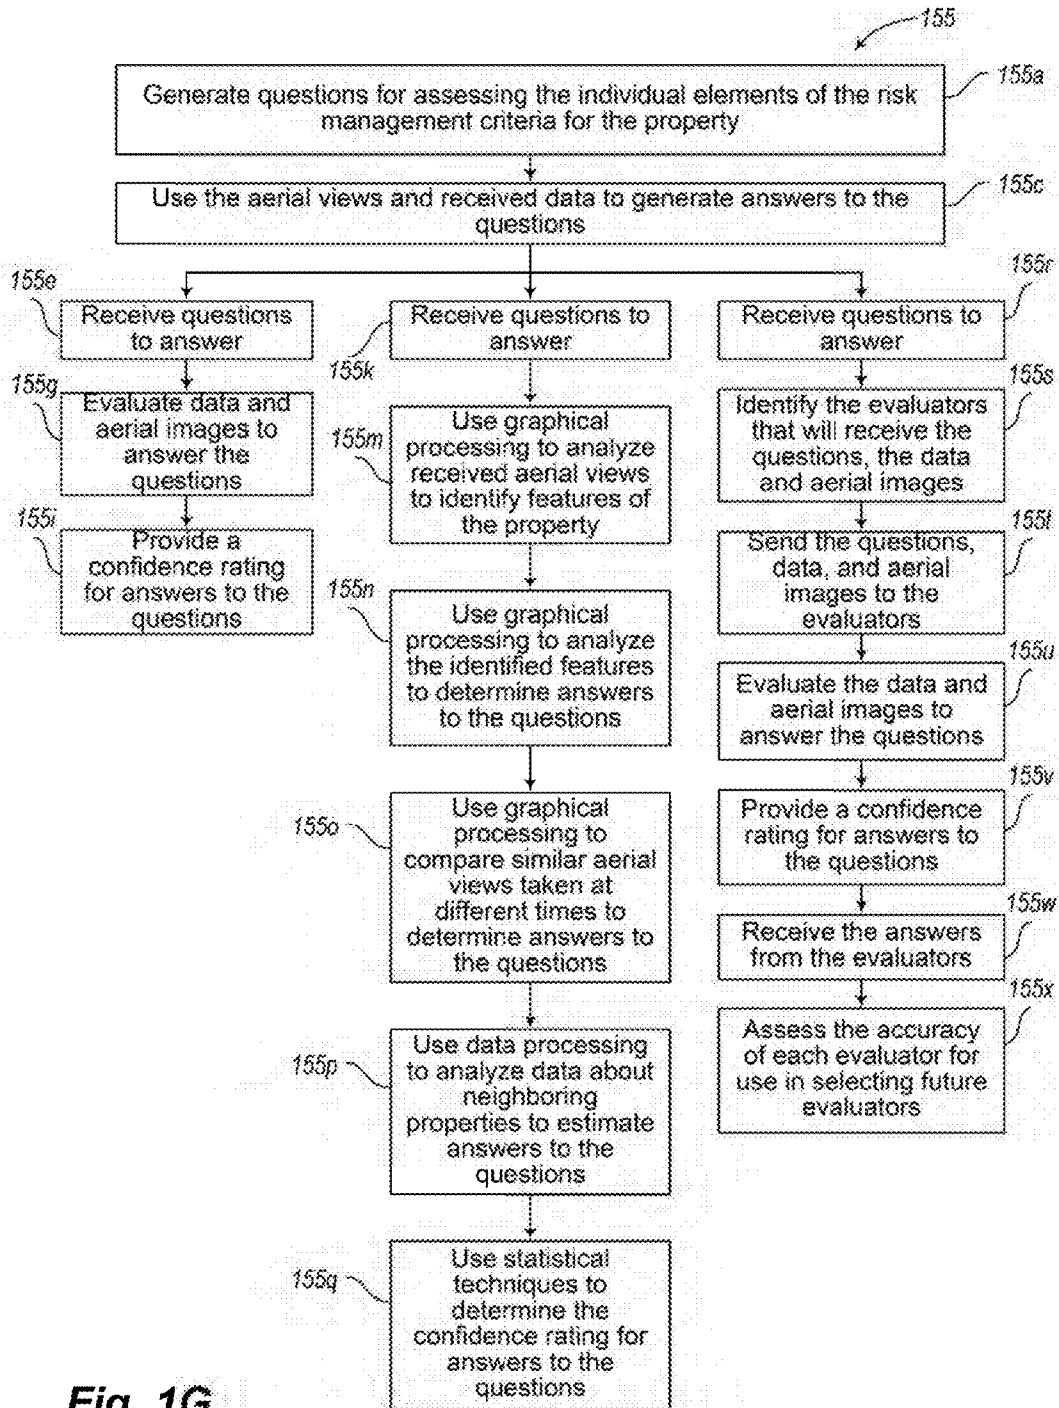 155
155a
Generate questions for assessing the individual elements of the risk
management criteria for the property
155c
Use the aerial views and received data to generate answers to the
questions
155e
Receive questions
to answer
155g
Evaluate data and
aerial images to
answer the
questions
155i
Provide a
confidence rating
for answers to the
questions
155k
Receive questions to
answer
155m
Use graphical
processing to analyze
received aerial views
to identify features of
the property
155n
Use graphical
processing to analyze
the identified features
to determine answers
to the questions
155o
Use graphical
processing to
compare similar aerial
views taken at
different times to
determine answers to
the questions
155p
Use data processing
to analyze data about
neighboring
properties to estimate
answers to the
questions
155q
Use statistical
techniques to
determine the
confidence rating for
answers to the
questions
155r
Receive questions to
answer
155s
Identify the evaluators
that will receive the
questions, the data
and aerial images
155t
Send the questions,
data, and aerial
images to the
evaluators
155u
Evaluate the data and
aerial images to
answer the questions
155v
Provide a confidence
rating for answers to
the questions
155w
Receive the answers
from the evaluators
155x
Assess the accuracy
of each evaluator for
use in selecting future
evaluators
Fig. 1G